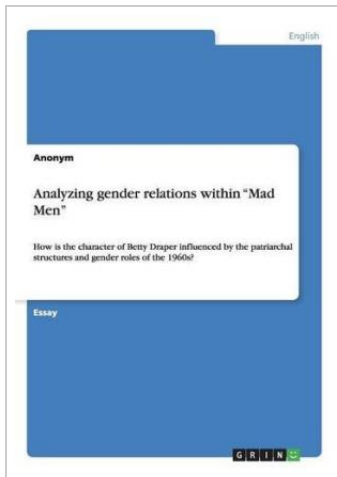 English
Anonym
Analyzing gender relations within “Mad
Men”
How is the character of Betty Draper influenced by the patriarchal
structures and gender roles of the 1960s?
Essay
GRIN